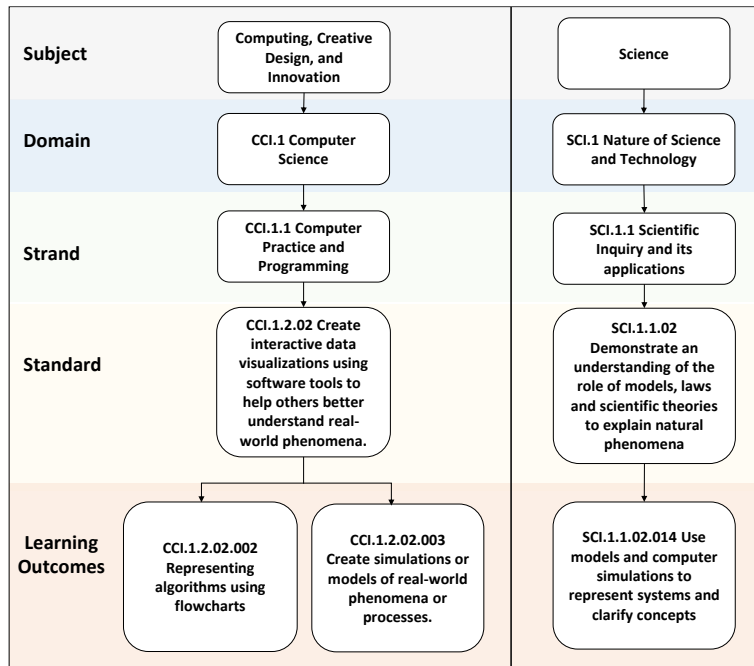 Subject
Computing, Creative
Design, and
Innovation
Science
Domain
CCI.1 Computer
Science
SCI.1 Nature of Science
and Technology
Strand
CCI.1.1 Computer
Practice and
Programming
SCI.1.1 Scientific
Inquiry and its
applications
Standard
CCI.1.2.02 Create
interactive data
visualizations using
software tools to
help others better
understand real-
world phenomena.
SCI.1.1.02
Demonstrate an
understanding of the
role of models, laws
and scientific theories
to explain natural
phenomena
Learning
Outcomes
CCI.1.2.02.002
Representing
algorithms using
flowcharts
CCI.1.2.02.003
Create simulations or
models of real-world
phenomena or
processes.
SCI.1.1.02.014 Use
models and computer
simulations to
represent systems and
clarify concepts